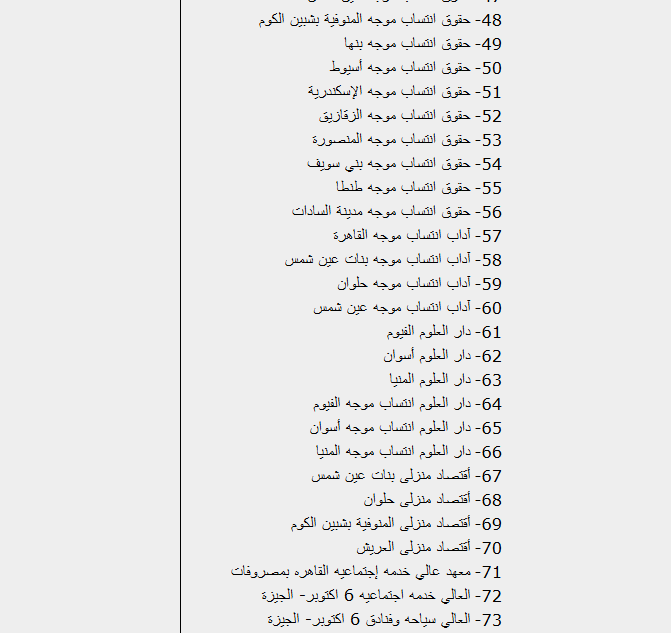 48- حقوق انتساب موجه المنوفية بشبين الكوم
49- حقوق انتساب موجه بنها
50- حقوق انتساب موجه أسيوط
51- حقوق انتساب موجه الإسكندرية
52- حقوق انتساب موجه الزقازيق
53- حقوق انتساب موجه المنصورة
54- حقوق انتساب موجه بني سويف
55- حقوق انتساب موجه طنطا
56- حقوق انتساب موجه مدينة السادات
57- آداب انتساب موجه القاهرة
58- آداب انتساب موجه بنات عين شمس
59- آداب انتساب موجه حلوان
60- آداب انتساب موجه عين شمس
61- دار العلوم الفيوم
62- دار العلوم أسوان
63- دار العلوم المنيا
64- دار العلوم انتساب موجه الفيوم
65- دار العلوم انتساب موجه أسوان
66- دار العلوم انتساب موجه المنيا
67- أقتصاد منزلى بنات عين شمس
68- أقتصاد منزلى حلوان
69- أقتصاد منزلى المنوفية بشبين الكوم
70- أقتصاد منزلى العريش
71- معهد عالي خدمه إجتماعيه القاهره بمصروفات
72- العالي خدمه اجتماعيه 6 اكتوبر- الجيزة
73- العالي سياحه وفنادق 6 اكتوبر- الجيزة